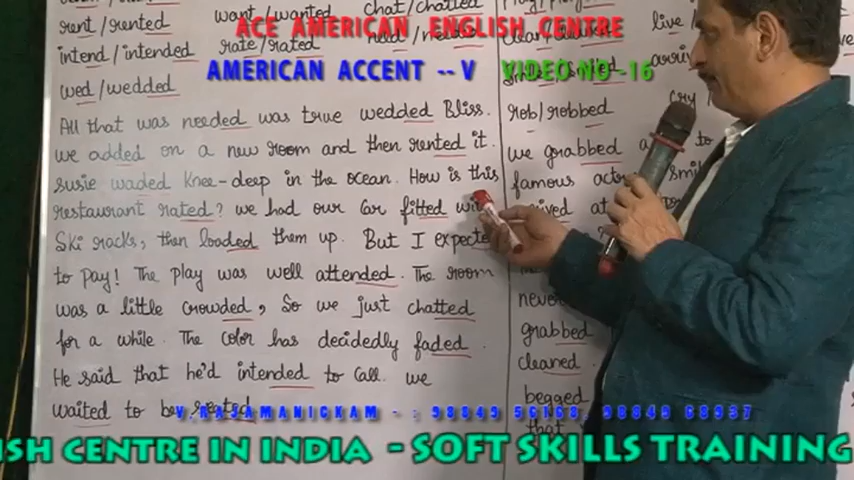 ACE AMERICAN ENGLISH CENTRE
AMERICAN ACCENT -- V VIDEO NO -16
rent / rented want / wanted chat / chatted
intend / intended rate / rated
wed / wedded
All that was needed was true wedded Bliss.
we added on a new room and then rented it.
susie waded Knee-deep in the ocean. How is this
restaurant rated? we had our Car fitted
Ski racks, then loaded them up. But I
to pay! The play was well attended. The room
was a little crowded, So we just chatted
for a while. The color has decidedly faded.
He said that he'd intended to Call. we
waited to be
live /
rob / robbed
cry /
we grabbed
famous
never
grabbed
cleaned
begged
that
V.RAJAMANICKAM - :
ISH CENTRE IN INDIA - SOFT SKILLS TRAINING